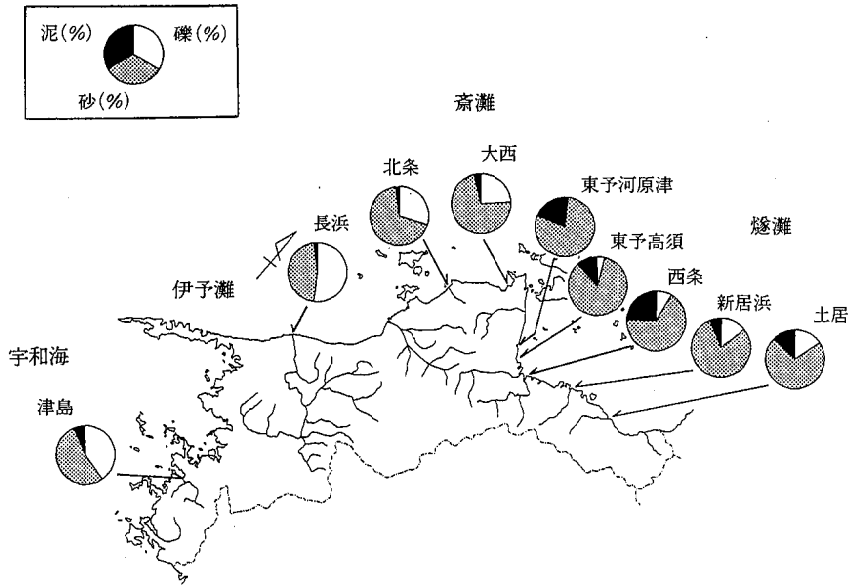 泥(%)
礫(%)
砂(%)
斎灘
大西
北条
東予河原津
長浜
燧灘
東予高須
西条
伊予灘
新居浜
土居
宇和海
津島